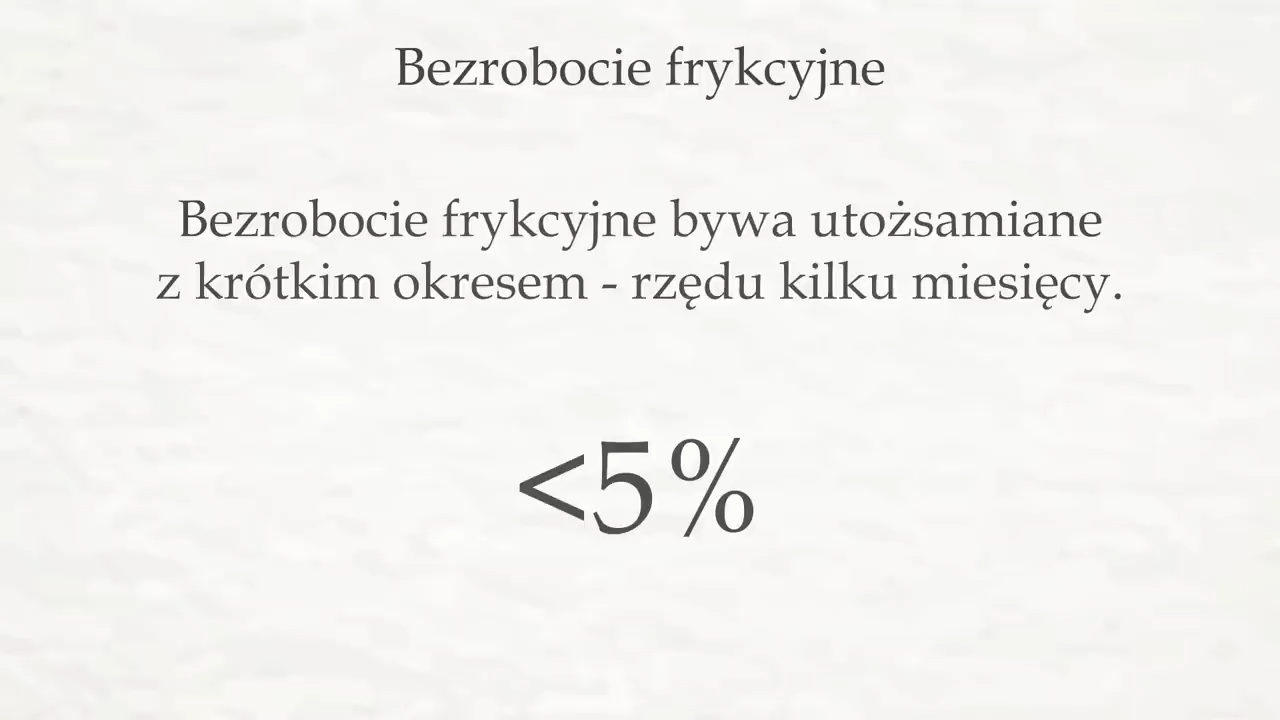 Bezrobocie frykcyjne
Bezrobocie frykcyjne bywa utożsamiane
z krótkim okresem - rzędu kilku miesięcy.
<5%